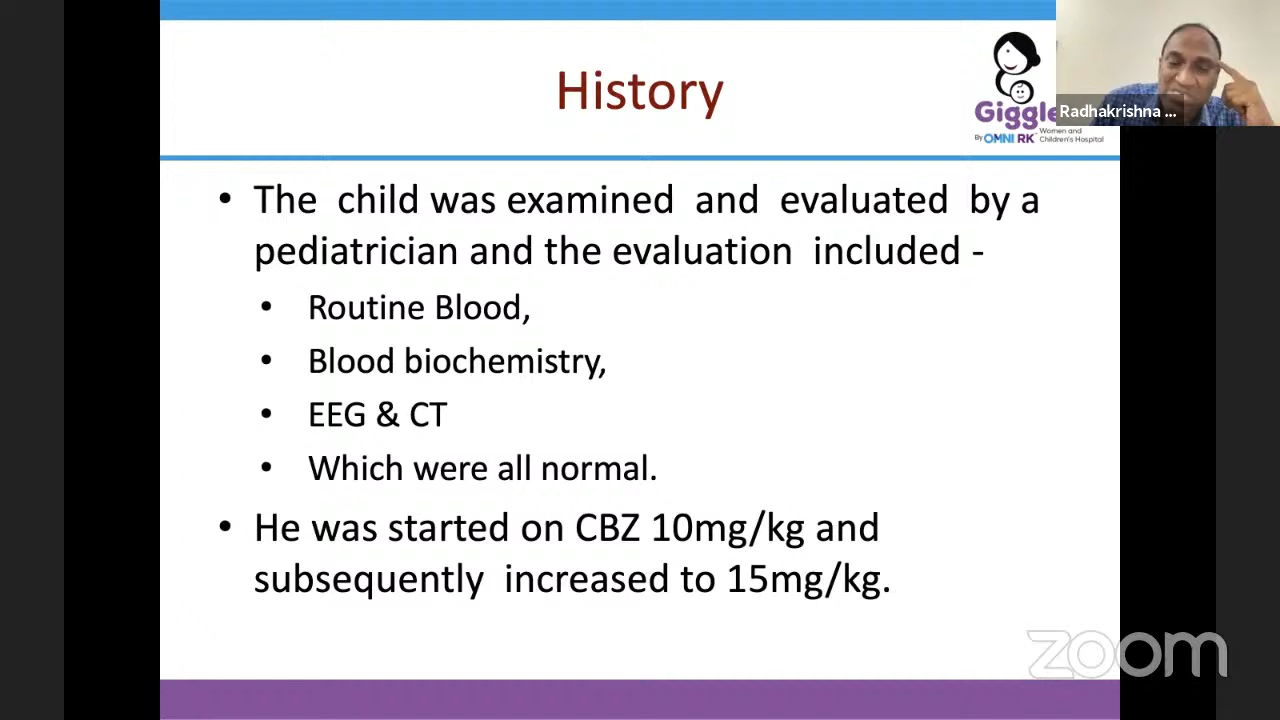 History
Giggle
By OMNI RK
Women and
Children's Hospital
Radhakrishna ...
• The child was examined and evaluated by a
pediatrician and the evaluation included -
• Routine Blood,
• Blood biochemistry,
• EEG & CT
• Which were all normal.
• He was started on CBZ 10mg/kg and
subsequently increased to 15mg/kg.
zoom